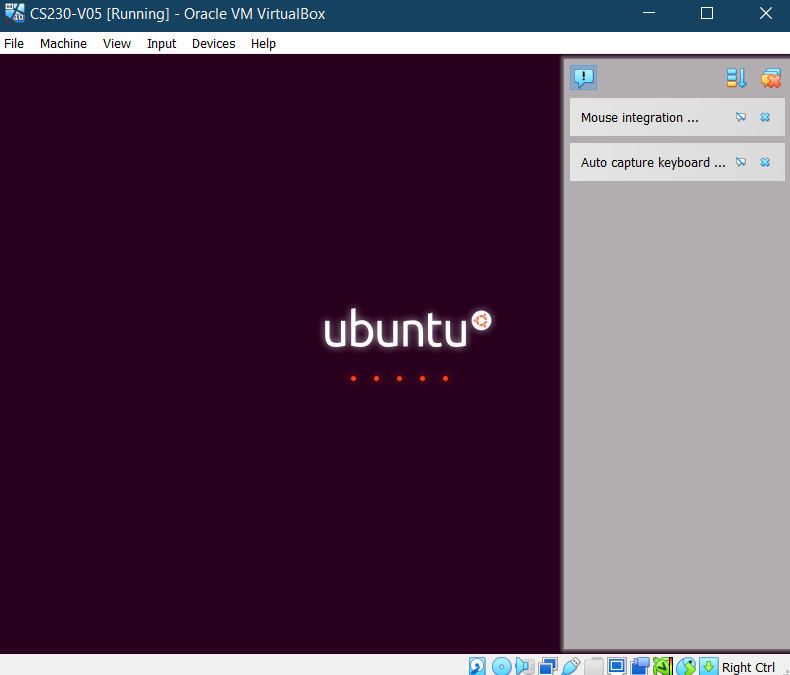 CS230-V05 [Running] - Oracle VM VirtualBox
File Machine View Input Devices Help
Mouse integration ...
Auto capture keyboard ...
ubuntu
Right Ctrl